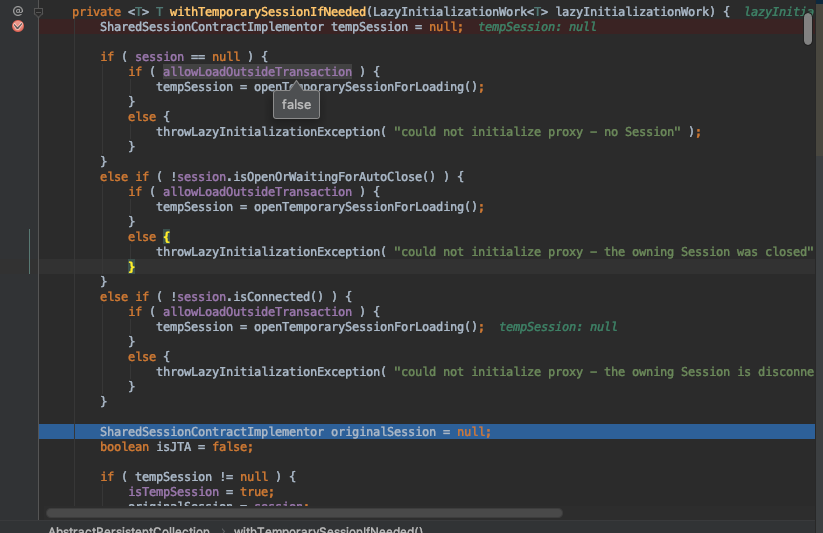 private <T> T withTemporarySessionIfNeeded(LazyInitializationWork<T> lazyInitializationWork) { lazyInitia
@ SharedSessionContractImplementor tempSession = null; tempSession: null
if ( session == null ) {
if ( allowLoadOutsideTransaction ) {
tempSession = openTemporarySessionForLoading();
}
false
else {
throwLazyInitializationException( "could not initialize proxy - no Session" );
}
}
else if ( !session.isOpenOrWaitingForAutoClose() ) {
if ( allowLoadOutsideTransaction ) {
tempSession = openTemporarySessionForLoading();
}
else {
throwLazyInitializationException( "could not initialize proxy - the owning Session was closed"
}
}
else if ( !session.isConnected() ) {
if ( allowLoadOutsideTransaction ) {
tempSession = openTemporarySessionForLoading(); tempSession: null
}
else {
throwLazyInitializationException( "could not initialize proxy - the owning Session is disconne
}
}
SharedSessionContractImplementor originalSession = null;
boolean isJTA = false;
if ( tempSession != null ) {
isTempSession = true;
originalSession = session;
AbstractPersistentCollection › withTemporarySessionIfNeeded()